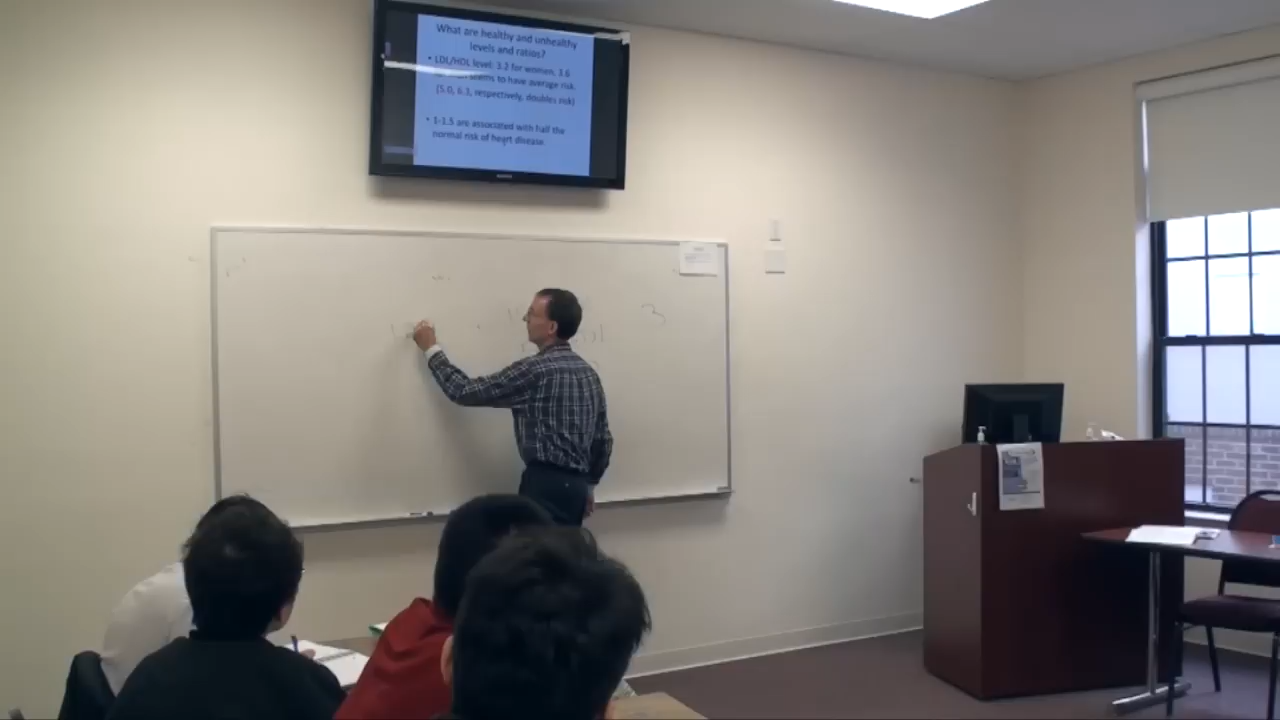 What are healthy and unhealthy
levels and ratios?
• LDL/HDL level: 3.2 for women, 3.6
seems to have average risk.
(5.0, 6.3, respectively, doubles risk)
• 1-1.5 are associated with half the
normal risk of heart disease.
3